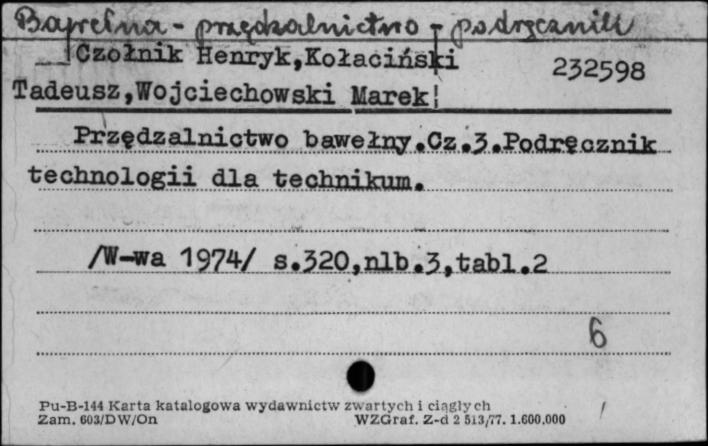 Bawełna - przędzalnictwo - podręczniki
Czołnik Henryk,Kołaciński
232598
Tadeusz,Wojciechowski Marek
Przędzalnictwo bawełny.Cz.3.Podręcznik
technologii dla technikum.
/W-wa 1974/ s.320,nlb.3,tabl.2
6
Pu-B-144 Karta katalogowa wydawnictw zwartych i ciągłych
Zam. 603/DW/On WZGraf. Z-d 2 513/77. 1.600.000